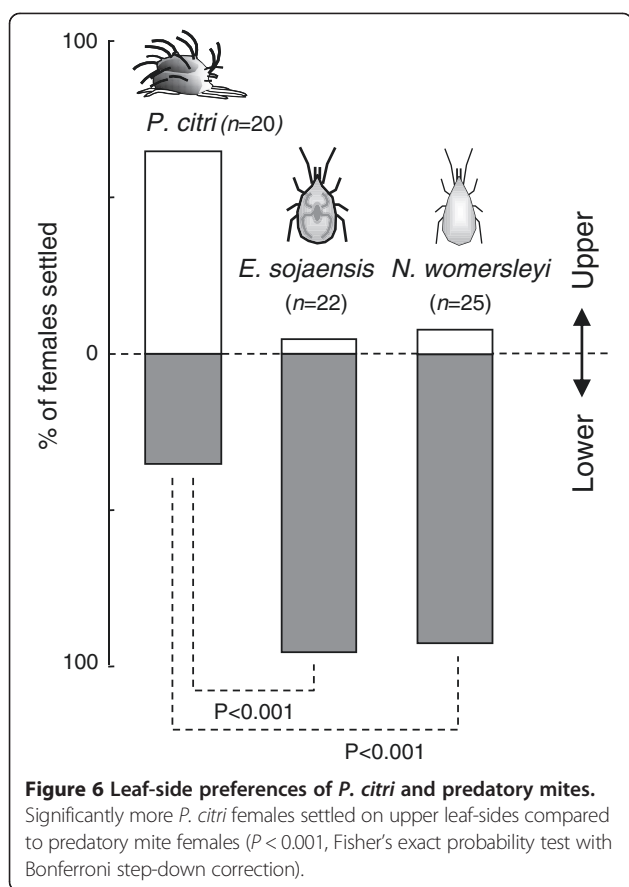 100
P. citri (n=20)
E. sojaensis N. womersleyi
(n=22) (n=25)
Upper
% of females settled
0
Lower
100
P<0.001
P<0.001
Figure 6 Leaf-side preferences of P. citri and predatory mites.
Significantly more P. citri females settled on upper leaf-sides compared
to predatory mite females (P < 0.001, Fisher's exact probability test with
Bonferroni step-down correction).